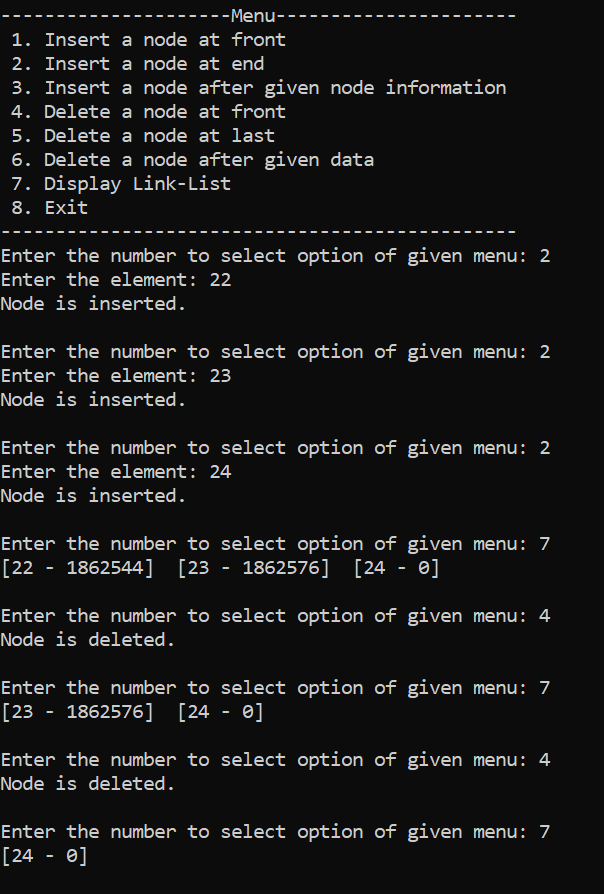 ---------------------Menu----------------------
1. Insert a node at front
2. Insert a node at end
3. Insert a node after given node information
4. Delete a node at front
5. Delete a node at last
6. Delete a node after given data
7. Display Link-List
8. Exit
-----------------------------------------------
Enter the number to select option of given menu: 2
Enter the element: 22
Node is inserted.

Enter the number to select option of given menu: 2
Enter the element: 23
Node is inserted.

Enter the number to select option of given menu: 2
Enter the element: 24
Node is inserted.

Enter the number to select option of given menu: 7
[22 - 1862544]  [23 - 1862576]  [24 - 0]

Enter the number to select option of given menu: 4
Node is deleted.

Enter the number to select option of given menu: 7
[23 - 1862576]  [24 - 0]

Enter the number to select option of given menu: 4
Node is deleted.

Enter the number to select option of given menu: 7
[24 - 0]